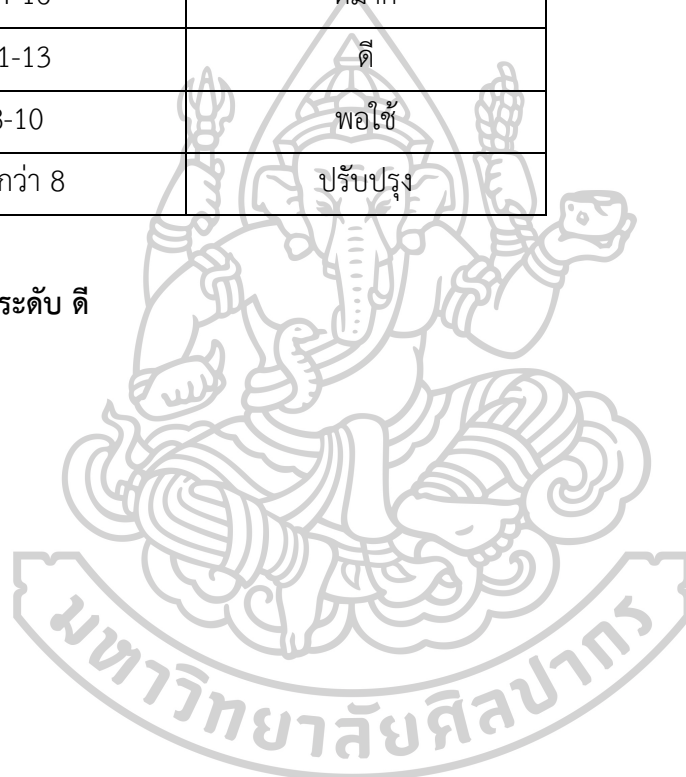 ดี
1-13
พอใช้
-10
กว่า 8
ปรับปรุง
ระดับ ดี
มหาวิทยาลัยศิลปากร